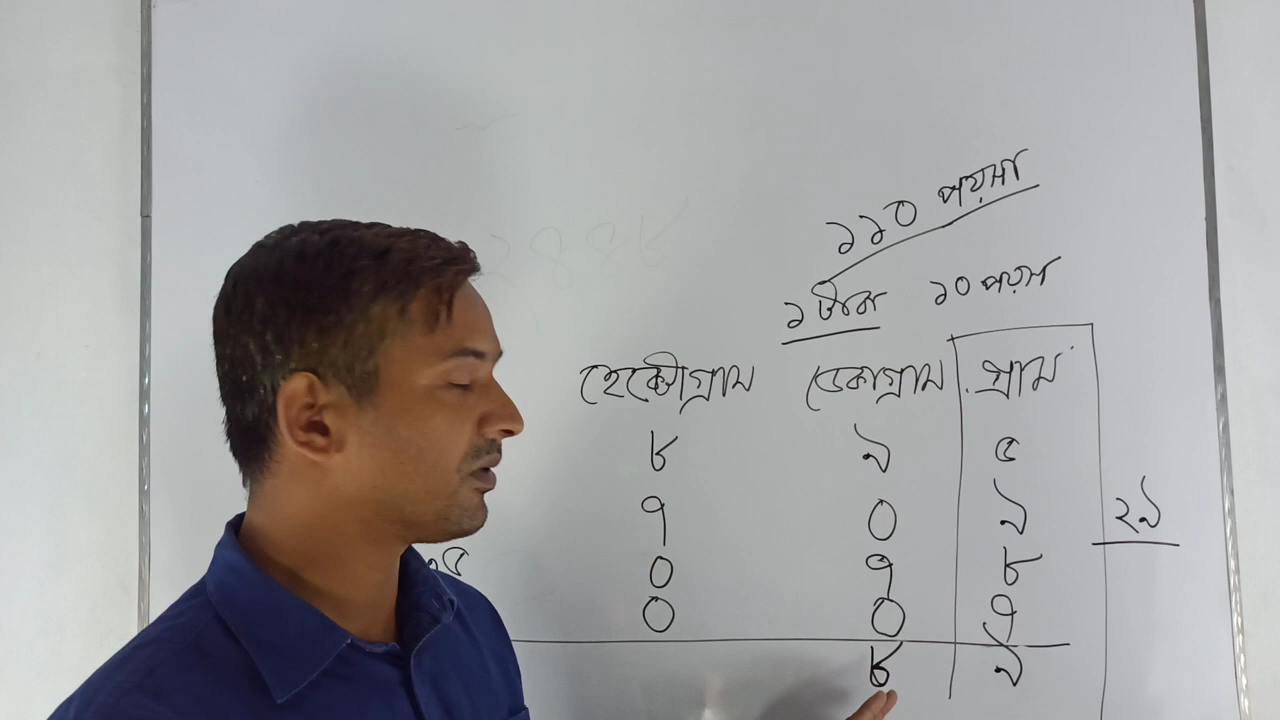 ১১০ পয়সা
১ টাকা ১০ পয়সা
হেক্টোগ্রাম ডেকাগ্রাম গ্রাম
৮ ৯ ৫
৭ ০ ৯ ২৯
০ ৭ ৮
০ ০ ৭
৮ ৯